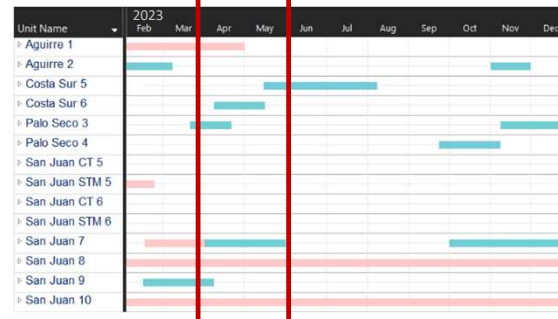 2023
Unit Name Feb Mar Apr May Jun Jul Aug Sep Oct Nov Dec
Aguirre 1
Aguirre 2
Costa Sur 5
Costa Sur 6
Palo Seco 3
Palo Seco 4
San Juan CT 5
San Juan STM 5
San Juan CT 6
San Juan STM 6
San Juan 7
San Juan 8
San Juan 9
San Juan 10